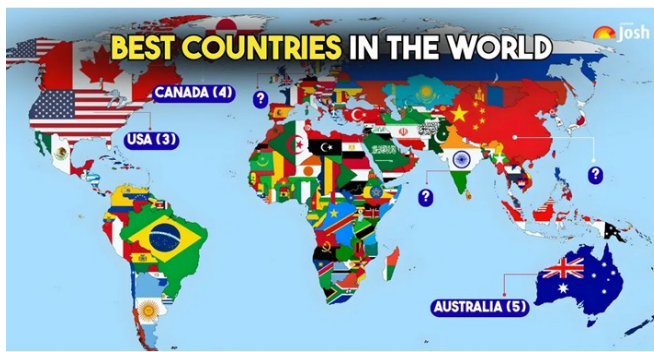 BEST COUNTRIES IN THE WORLD
josh
CANADA (4)
?
USA (3)
?
?
AUSTRALIA (5)